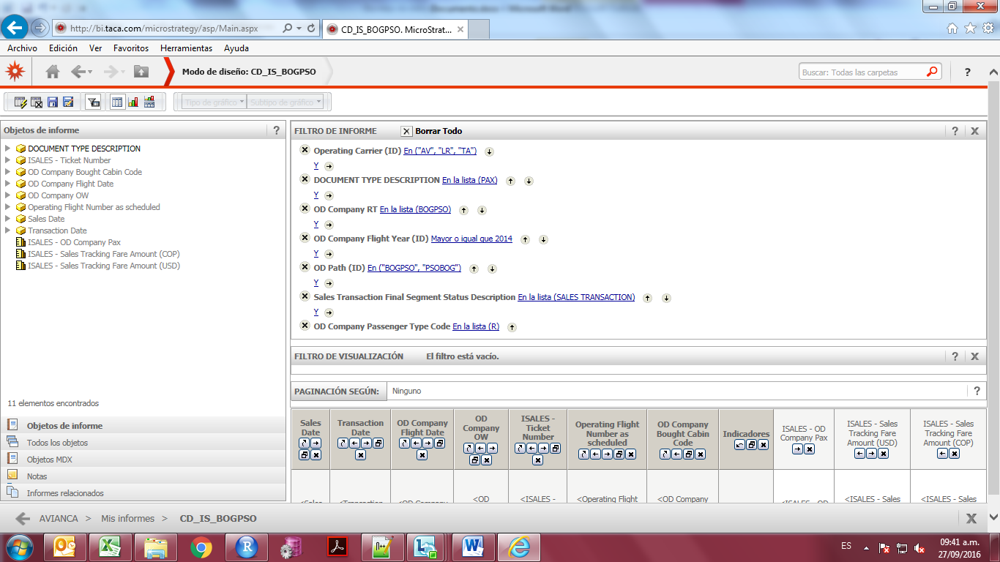 http://bi.taca.com/microstrategy/asp/Main.aspx
CD_IS_BOGPSO. MicroStrat...
Archivo Edición Ver Favoritos Herramientas Ayuda
Modo de diseño: CD_IS_BOGPSO
Buscar: Todas las carpetas
?
Tipo de gráfico
Subtipo de gráfico
Objetos de informe ?
DOCUMENT TYPE DESCRIPTION
ISALES - Ticket Number
OD Company Bought Cabin Code
OD Company Flight Date
OD Company OW
Operating Flight Number as scheduled
Sales Date
Transaction Date
ISALES - OD Company Pax
ISALES - Sales Tracking Fare Amount (COP)
ISALES - Sales Tracking Fare Amount (USD)
11 elementos encontrados
Objetos de informe
Todos los objetos
Objetos MDX
Notas
Informes relacionados
FILTRO DE INFORME Borrar Todo ?
Operating Carrier (ID) En ("AV", "LR", "TA")
Y
DOCUMENT TYPE DESCRIPTION En la lista (PAX)
Y
OD Company RT En la lista (BOGPSO)
Y
OD Company Flight Year (ID) Mayor o igual que 2014
Y
OD Path (ID) En ("BOGPSO", "PSOBOG")
Y
Sales Transaction Final Segment Status Description En la lista (SALES TRANSACTION)
Y
OD Company Passenger Type Code En la lista (R)
FILTRO DE VISUALIZACIÓN El filtro está vacío. ?
PAGINACIÓN SEGÚN: Ninguno ?
Sales
Date
Transaction
Date
OD Company
Flight Date
OD
Company
OW
ISALES -
Ticket
Number
Operating Flight
Number as
scheduled
OD Company
Bought Cabin
Code
Indicadores
ISALES - OD
Company Pax
ISALES - Sales
Tracking Fare
Amount (USD)
ISALES - Sales
Tracking Fare
Amount (COP)
<Sales
<Transaction
<OD Company
<OD
<ISALES -
<Operating Flight
<OD Company
<ISALES - OD
<ISALES - Sales
<ISALES - Sales
AVIANCA > Mis informes > CD_IS_BOGPSO
ES
09:41 a.m.
27/09/2016